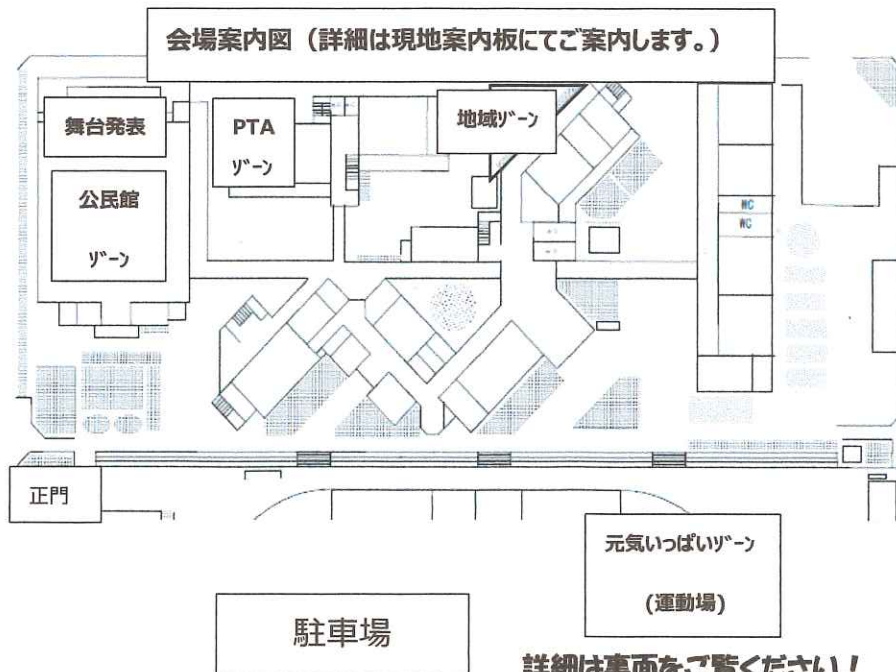 会場案内図（詳細は現地案内板にてご案内します。）
舞台発表
PTA
ゾーン
地域ゾーン
公民館
ゾーン
WC
WC
正門
元気いっぱいゾーン
(運動場)
駐車場
詳細は裏面をご覧ください！